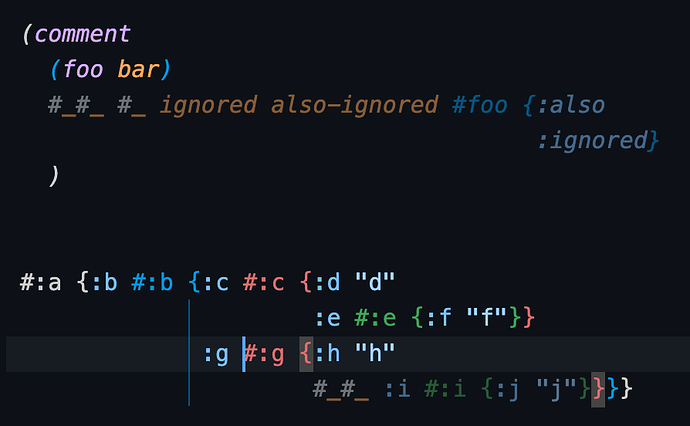 (comment
  (foo bar)
  #_#_ #_ ignored also-ignored #foo {:also
                                     :ignored}
  )
#:a {:b #:b {:c #:c {:d "d"
                     :e #:e {:f "f"}}
             :g #:g {:h "h"
                     #_#_ :i #:i {:j "j"}}}}